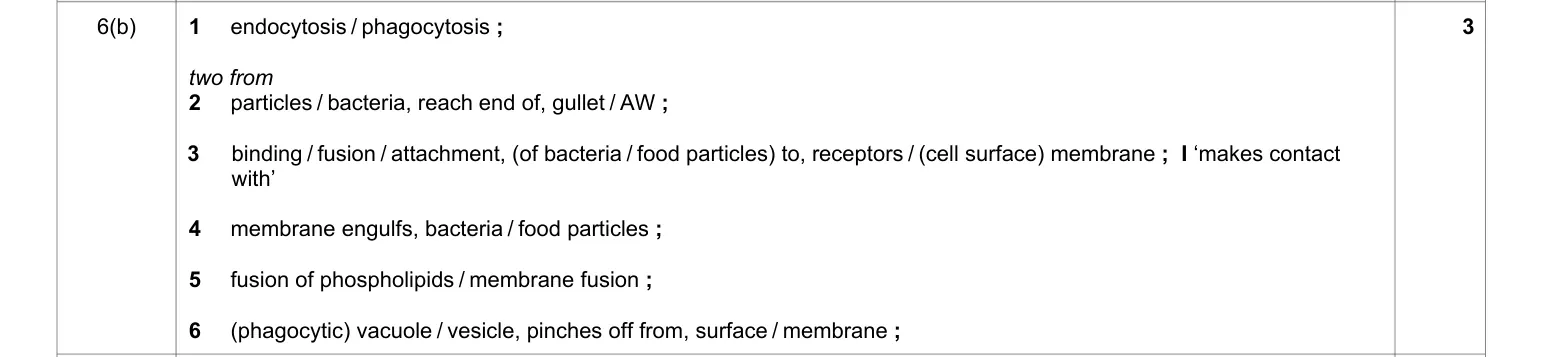 6(b) 1 endocytosis / phagocytosis ; 3
two from
2 particles / bacteria, reach end of, gullet / AW ;
3 binding / fusion / attachment, (of bacteria / food particles) to, receptors / (cell surface) membrane ; I ‘makes contact
with’
4 membrane engulfs, bacteria / food particles ;
5 fusion of phospholipids / membrane fusion ;
6 (phagocytic) vacuole / vesicle, pinches off from, surface / membrane ;